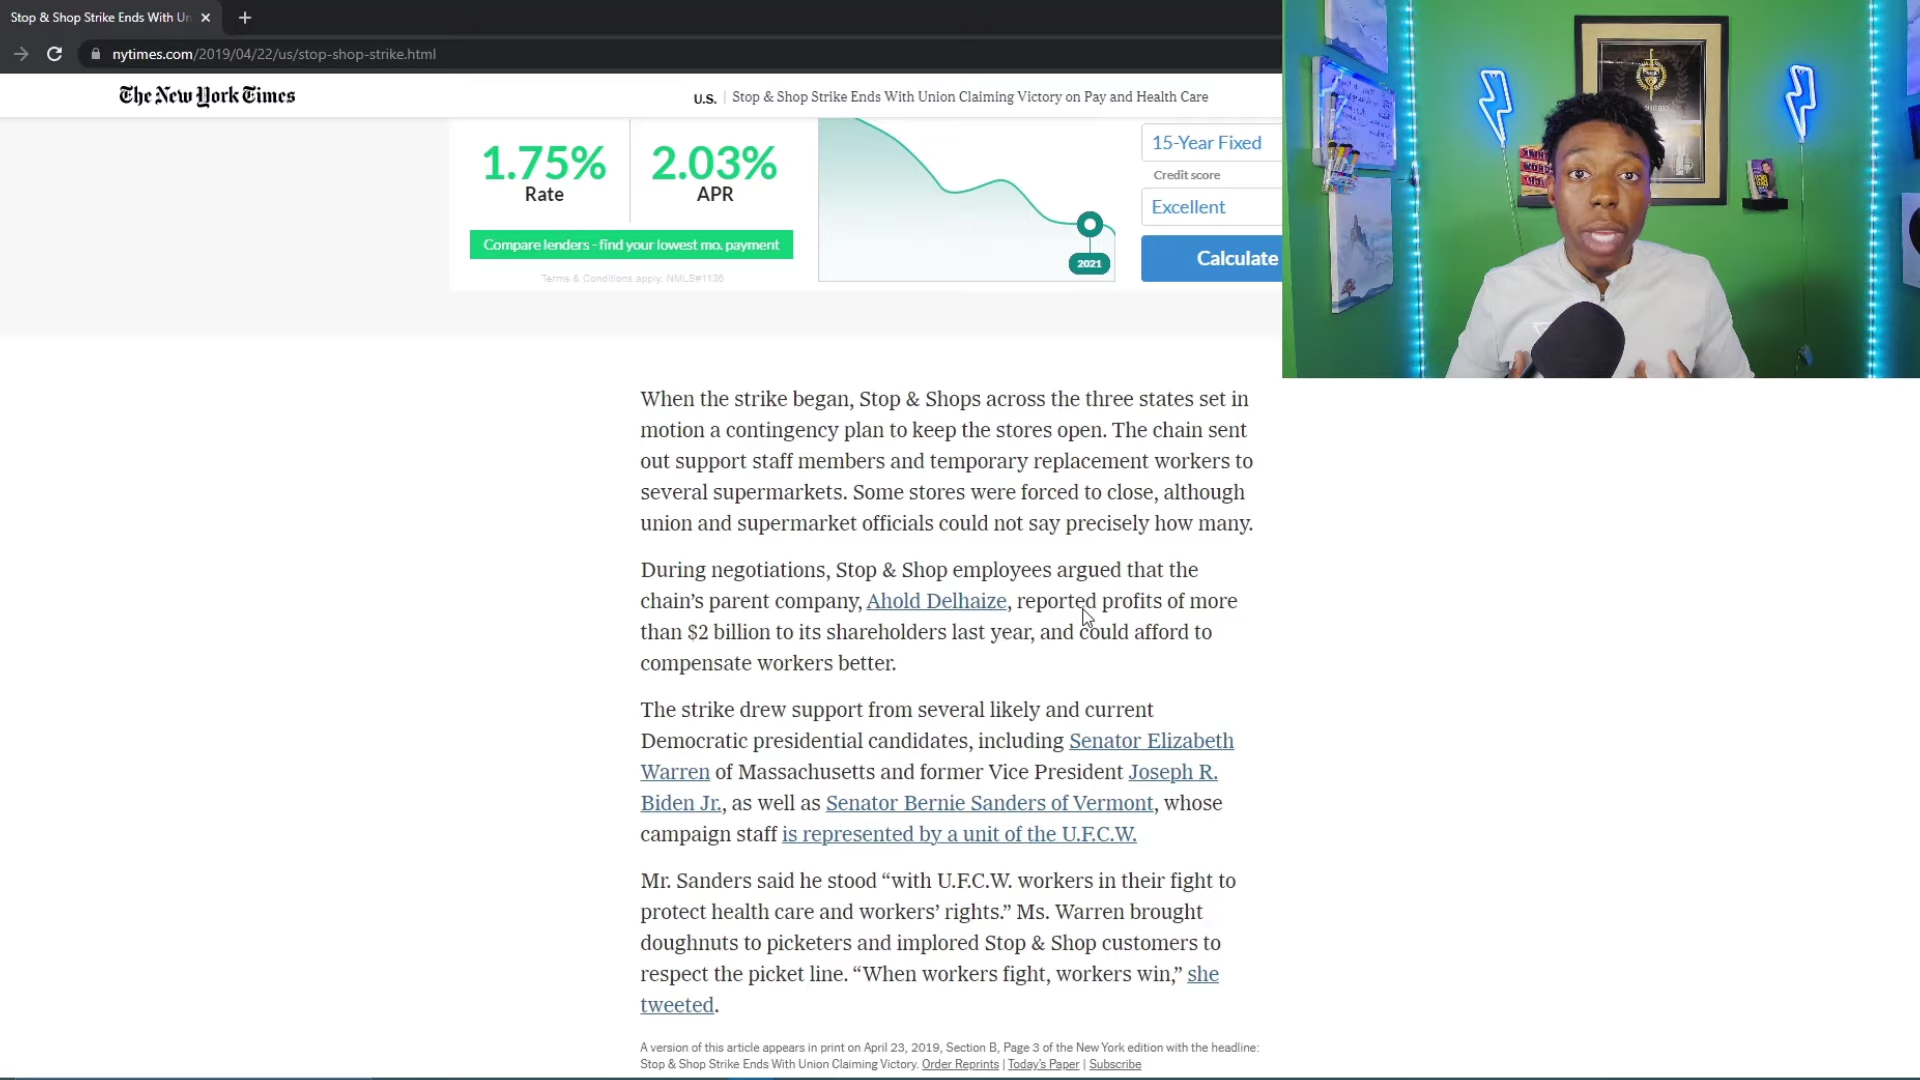 Stop & Shop Strike Ends With Un
nytimes.com/2019/04/22/us/stop-shop-strike.html
The New York Times
U.S. | Stop & Shop Strike Ends With Union Claiming Victory on Pay and Health Care
1.75% 2.03%
Rate APR
Compare lenders - find your lowest mo. payment
Terms & Conditions apply. NMLS#1136
2021
15-Year Fixed
Credit score
Excellent
Calculate
When the strike began, Stop & Shops across the three states set in
motion a contingency plan to keep the stores open. The chain sent
out support staff members and temporary replacement workers to
several supermarkets. Some stores were forced to close, although
union and supermarket officials could not say precisely how many.
During negotiations, Stop & Shop employees argued that the
chain’s parent company, Ahold Delhaize, reported profits of more
than $2 billion to its shareholders last year, and could afford to
compensate workers better.
The strike drew support from several likely and current
Democratic presidential candidates, including Senator Elizabeth
Warren of Massachusetts and former Vice President Joseph R.
Biden Jr., as well as Senator Bernie Sanders of Vermont, whose
campaign staff is represented by a unit of the U.F.C.W.
Mr. Sanders said he stood “with U.F.C.W. workers in their fight to
protect health care and workers’ rights.” Ms. Warren brought
doughnuts to picketers and implored Stop & Shop customers to
respect the picket line. “When workers fight, workers win,” she
tweeted.
A version of this article appears in print on April 23, 2019, Section B, Page 3 of the New York edition with the headline:
Stop & Shop Strike Ends With Union Claiming Victory. Order Reprints | Today’s Paper | Subscribe